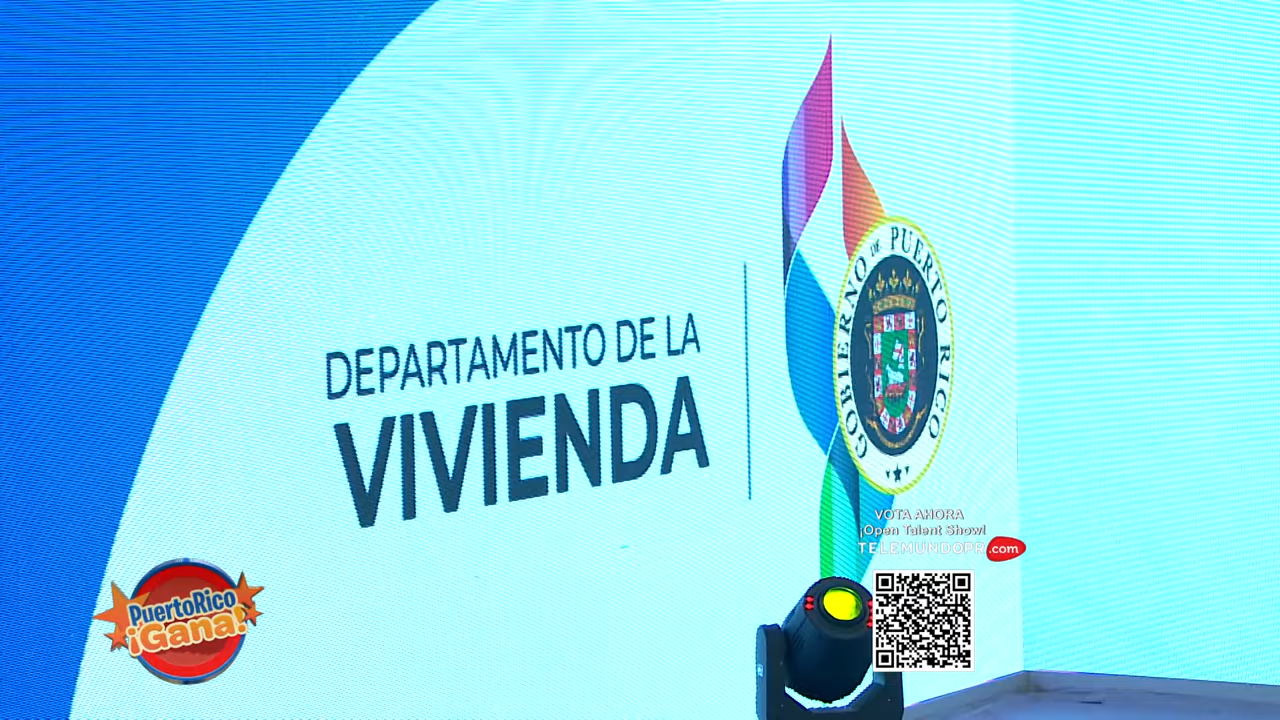 DEPARTAMENTO DE LA
VIVIENDA
GOBIERNO DE PUERTO RICO
VOTA AHORA
¡Open Talent Show!
TELEMUNDOPR.com
PuertoRico
¡Gana!